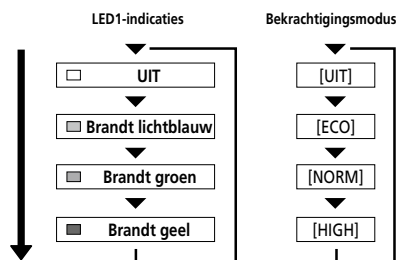 LED1-indicaties Bekrachtigingsmodus
UIT [UIT]
Brandt lichtblauw [ECO]
Brandt groen [NORM]
Brandt geel [HIGH]